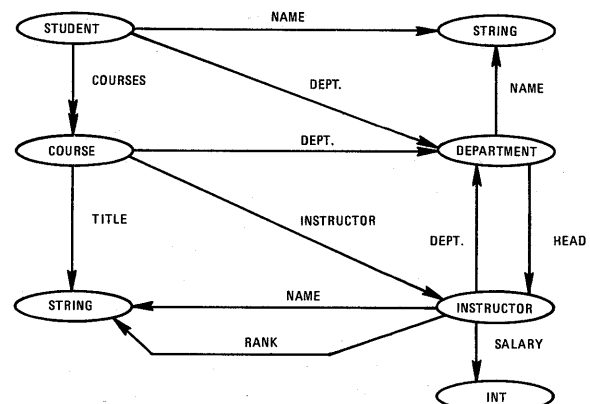 NAME
STUDENT
STRING
COURSES
DEPT.
NAME
DEPT.
COURSE
DEPARTMENT
TITLE
INSTRUCTOR
DEPT.
HEAD
NAME
STRING
INSTRUCTOR
RANK
SALARY
INT